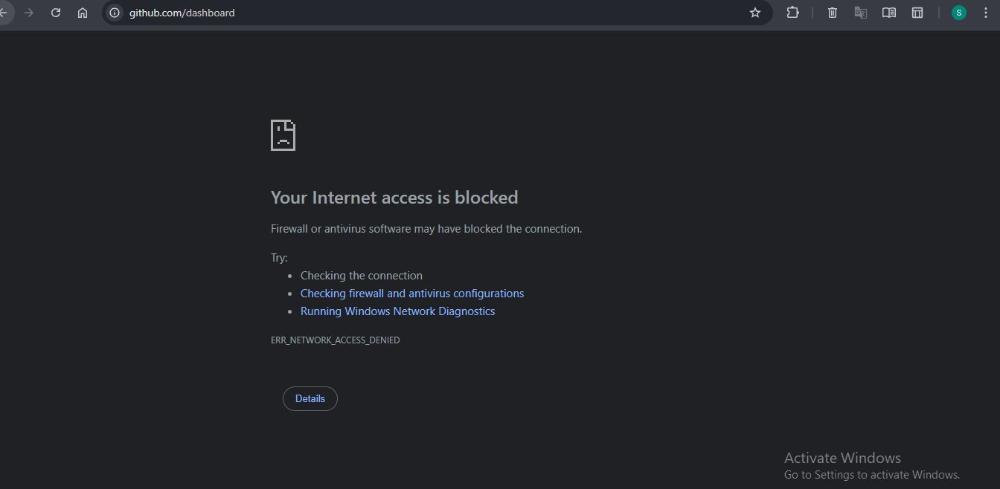 github.com/dashboard
S
Your Internet access is blocked
Firewall or antivirus software may have blocked the connection.
Try:
• Checking the connection
• Checking firewall and antivirus configurations
• Running Windows Network Diagnostics
ERR_NETWORK_ACCESS_DENIED
Details
Activate Windows
Go to Settings to activate Windows.